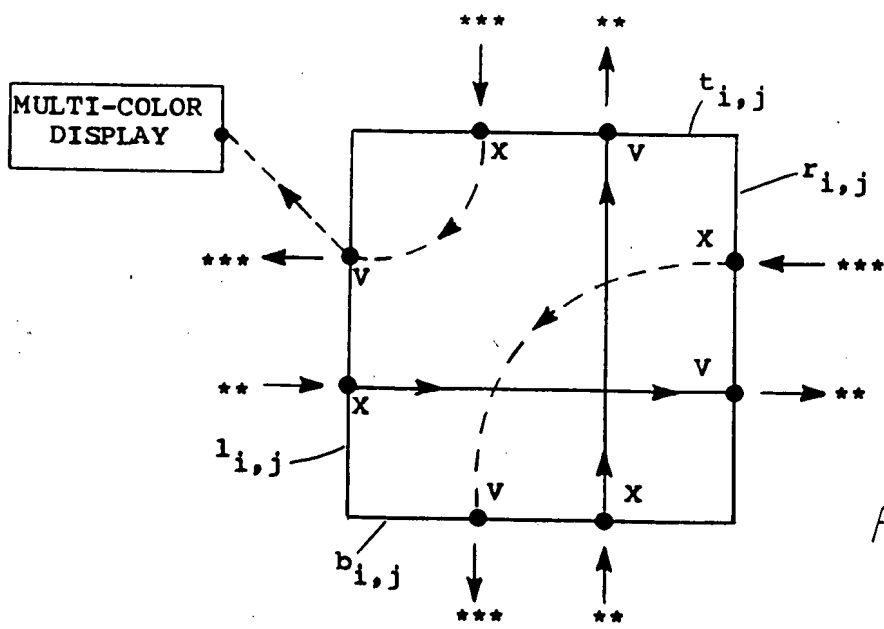 *** **
MULTI-COLOR
DISPLAY
t i,j
X V
r i,j
X
*** V ***
V
** X **
l i,j
V X
b i,j
*** **